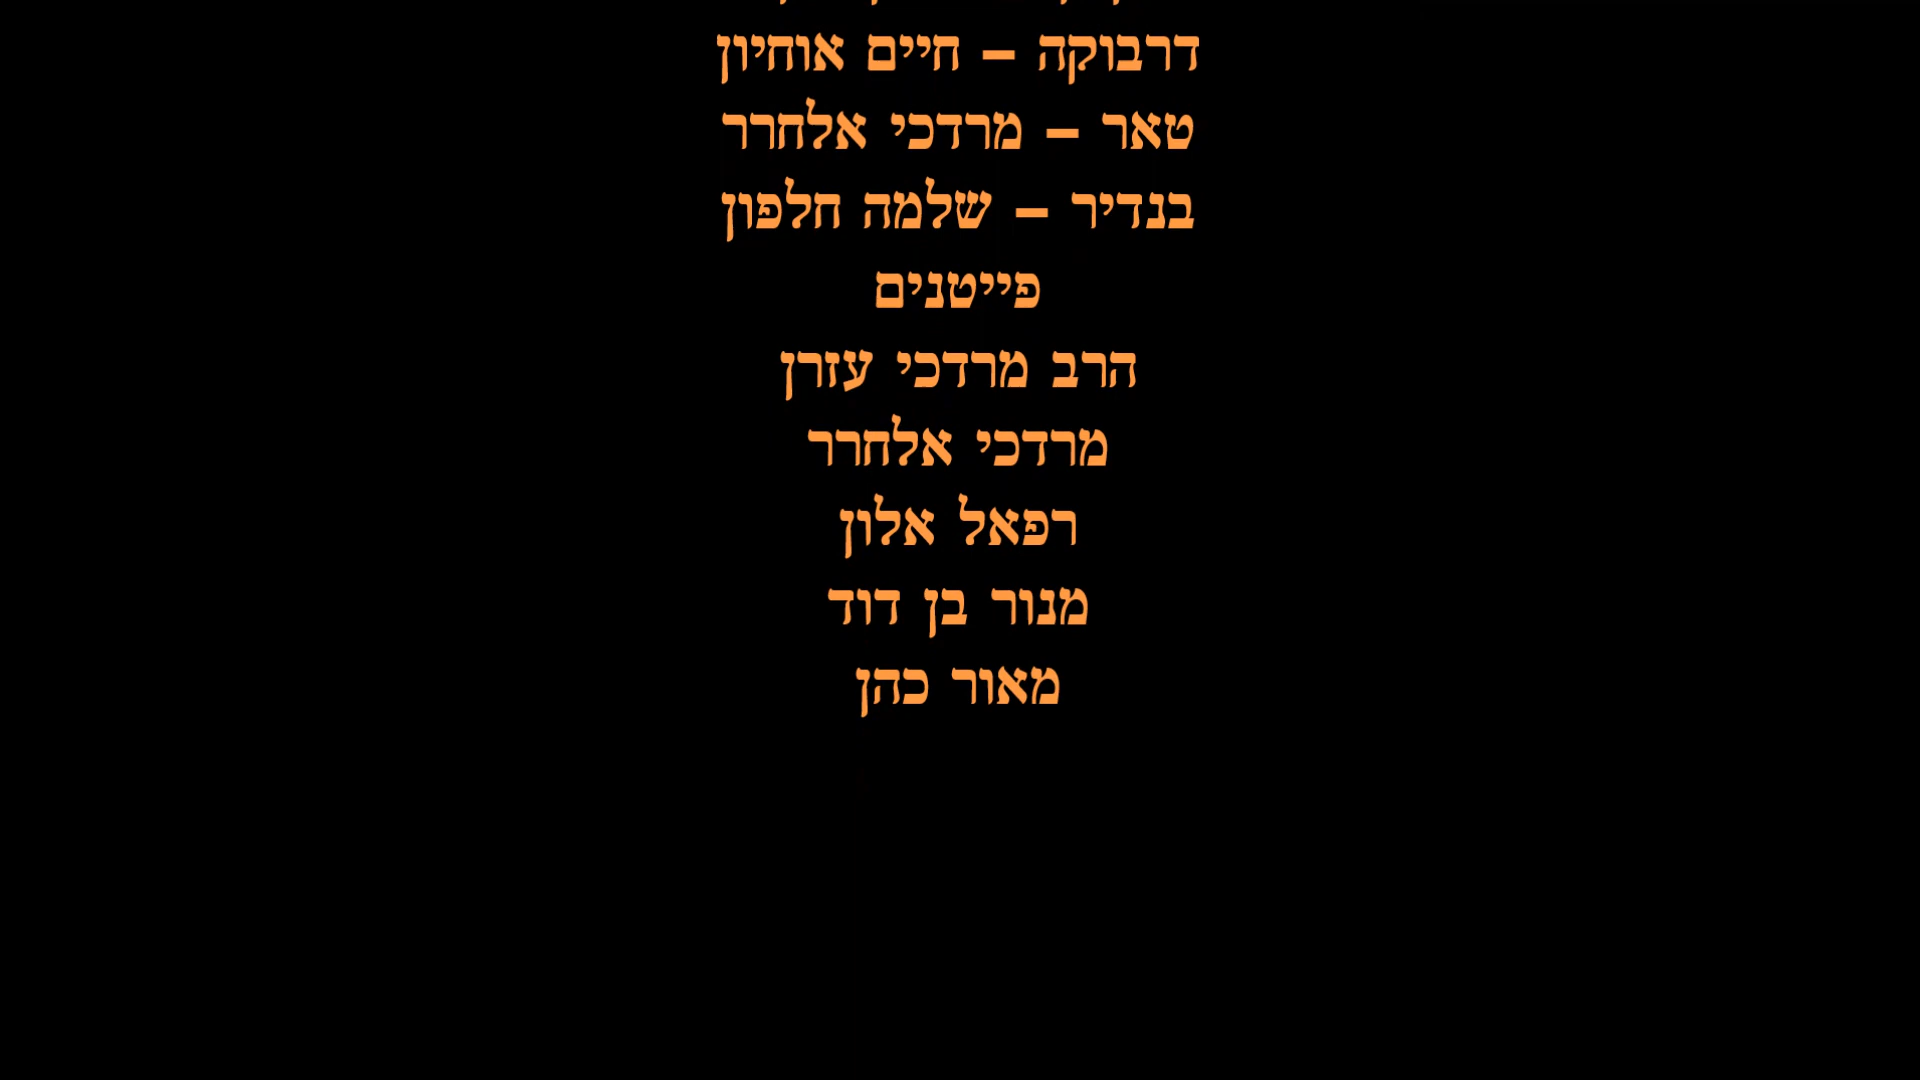 דרבוקה – חיים אוחיון
טאר – מרדכי אלחרר
בנדיר – שלמה חלפון
פייטנים
הרב מרדכי עזרן
מרדכי אלחרר
רפאל אלון
מנור בן דוד
מאור כהן